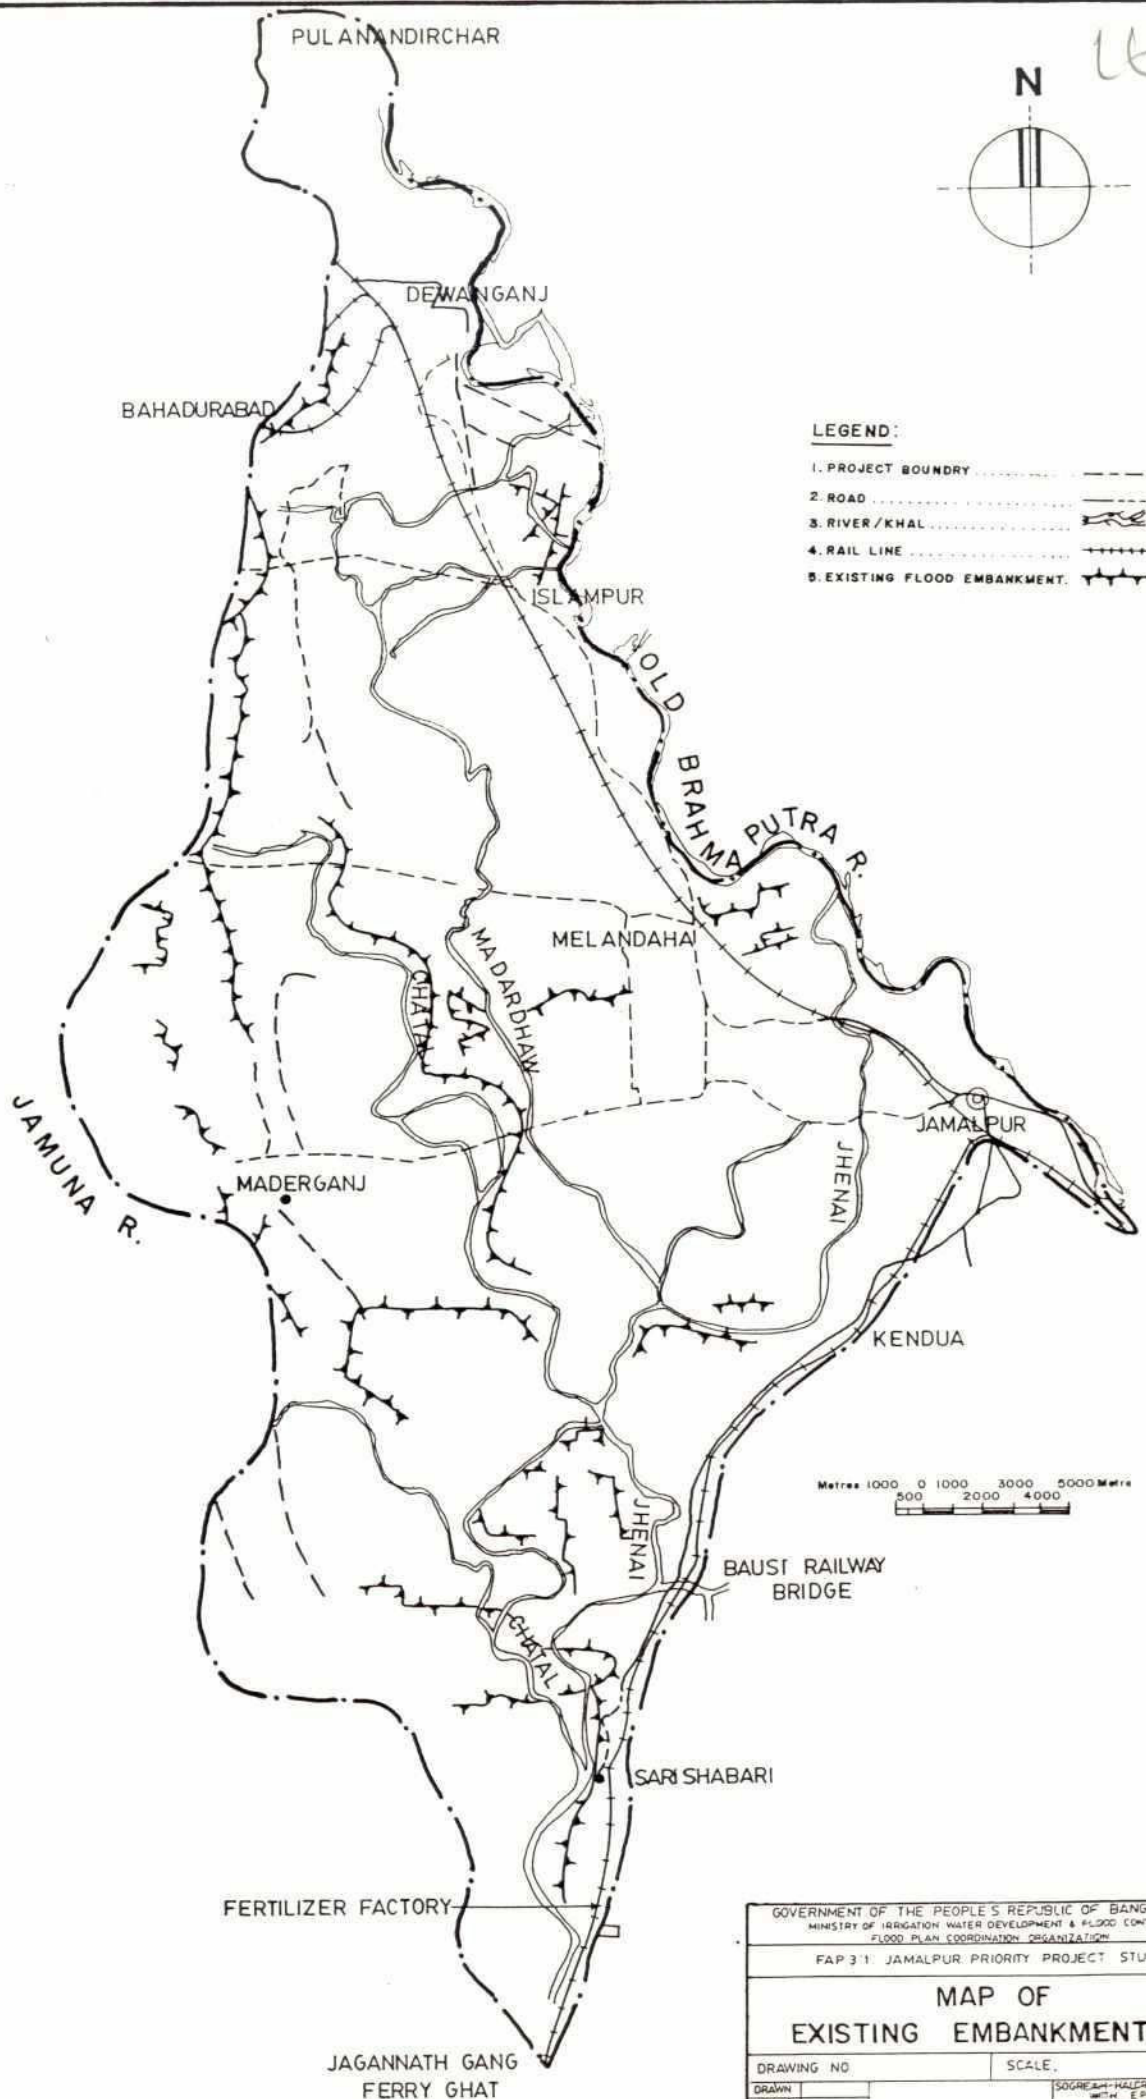 PULANANDIRCHAR
N
DEWANGANJ
BAHADURABAD
LEGEND:
1. PROJECT BOUNDRY
2. ROAD
3. RIVER/KHAL
4. RAIL LINE
5. EXISTING FLOOD EMBANKMENT.
ISLAMPUR
OLD BRAHMAPUTRA R.
MELANDAHA
MADARDHAW
CHATAL
JAMUNA R.
JAMALPUR
JHENAI
MADERGANJ
KENDUA
Metres 1000 0 1000 3000 5000 Metre
500 2000 4000
JHENAI
BAUSI RAILWAY
BRIDGE
CHATAL
SARISHABARI
FERTILIZER FACTORY
JAGANNATH GANG
FERRY GHAT
GOVERNMENT OF THE PEOPLE'S REPUBLIC OF BANG
MINISTRY OF IRRIGATION WATER DEVELOPMENT & FLOOD CON
FLOOD PLAN COORDINATION ORGANIZATION
FAP 3.1 JAMALPUR PRIORITY PROJECT STU
MAP OF
EXISTING EMBANKMENT
DRAWING NO
SCALE.
DRAWN